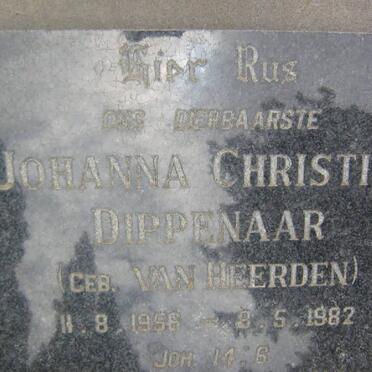 Hier Rus
ONS DIERBAARSTE
JOHANNA CHRISTI
DIPPENAAR
(GEB. VAN HEERDEN)
11.8.1956 – 8.5.1982
JOH. 14.6